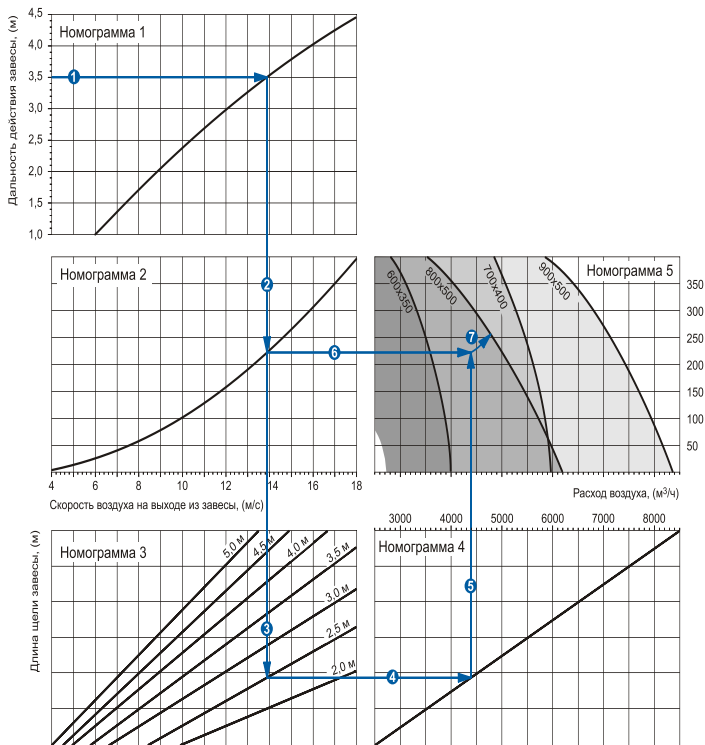 Дальность действия завесы, (м)
4,5
4,0
3,5
3,0
2,5
2,0
1,5
1,0
Номограмма 1
1
Номограмма 2
2
6
4 6 8 10 12 14 16 18
Скорость воздуха на выходе из завесы, (м/с)
Номограмма 5
600x350
800x500
700x400
900x500
7
350
300
250
200
150
100
50
Расход воздуха, (м³/ч)
3000 4000 5000 6000 7000 8000
Длина щели завесы, (м)
Номограмма 3
5,0 м
4,5 м
4,0 м
3,5 м
3,0 м
2,5 м
2,0 м
3
Номограмма 4
5
4